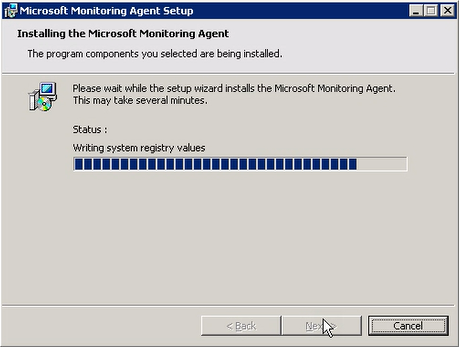 Microsoft Monitoring Agent Setup
Installing the Microsoft Monitoring Agent
The program components you selected are being installed.
Please wait while the setup wizard installs the Microsoft Monitoring Agent.
This may take several minutes.
Status :
Writing system registry values
< Back
Next >
Cancel